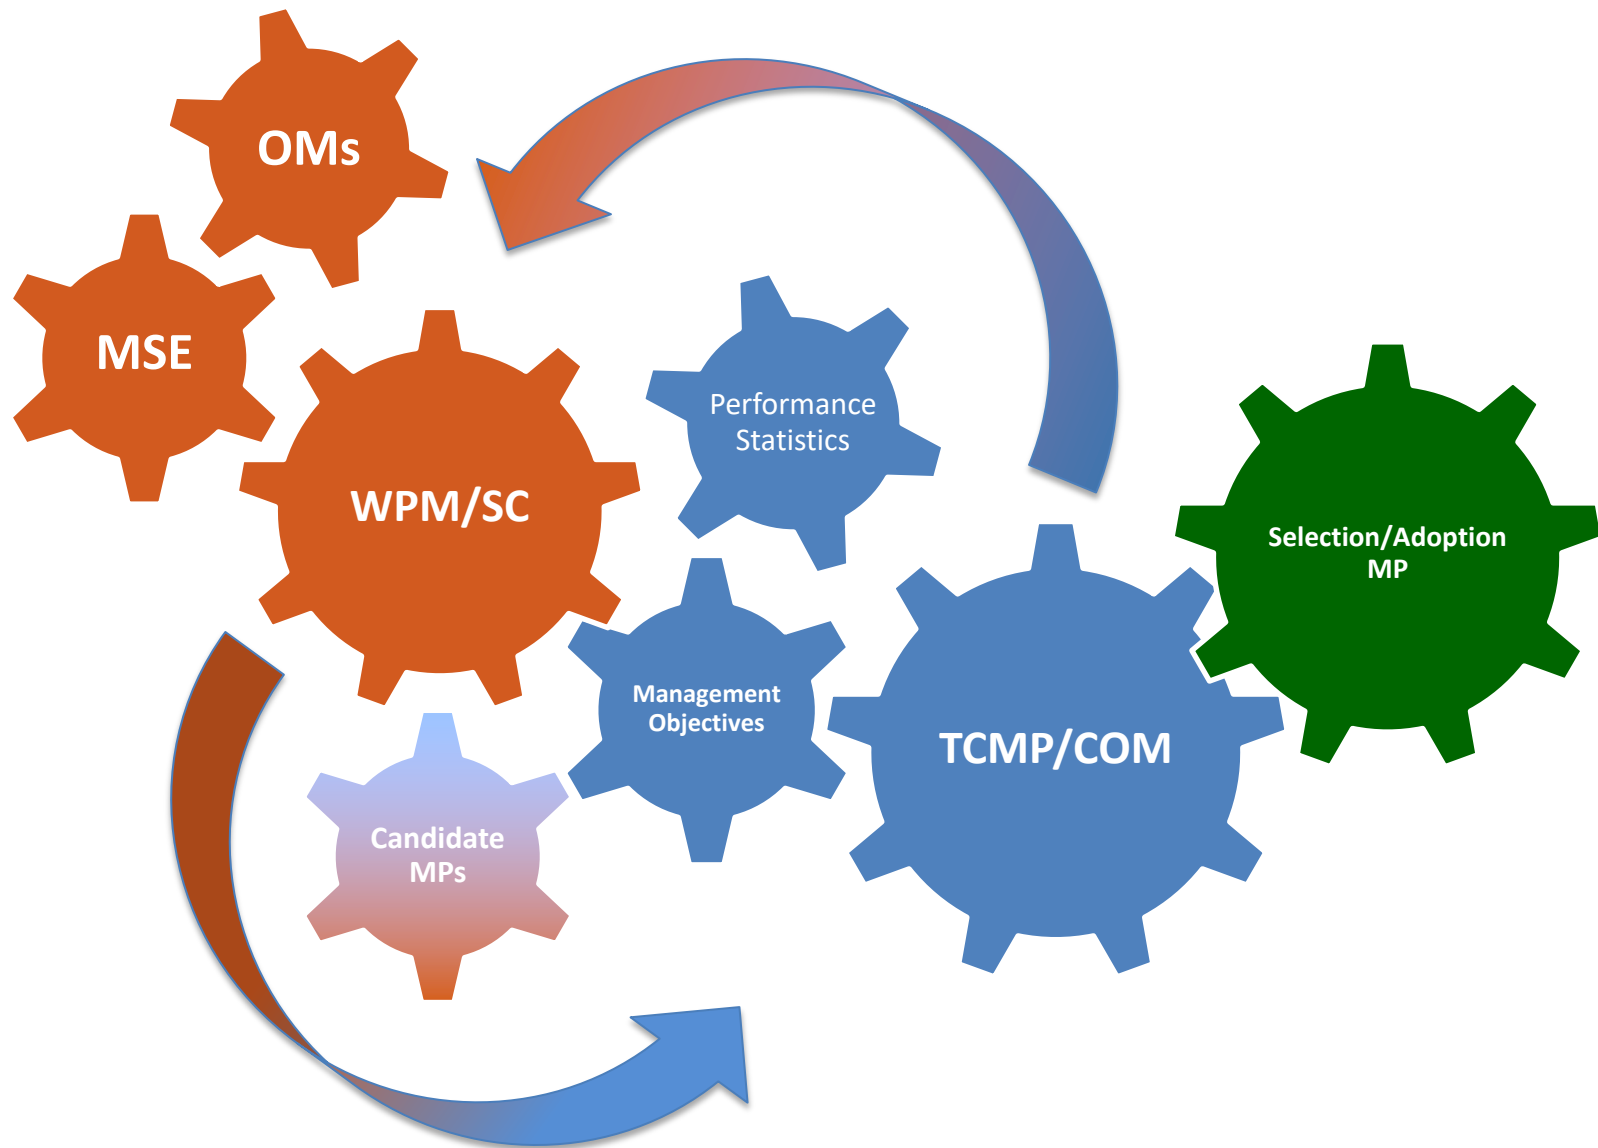 OMs
MSE
WPM/SC
Performance
Statistics
Management
Objectives
Candidate
MPs
TCMP/COM
Selection/Adoption
MP